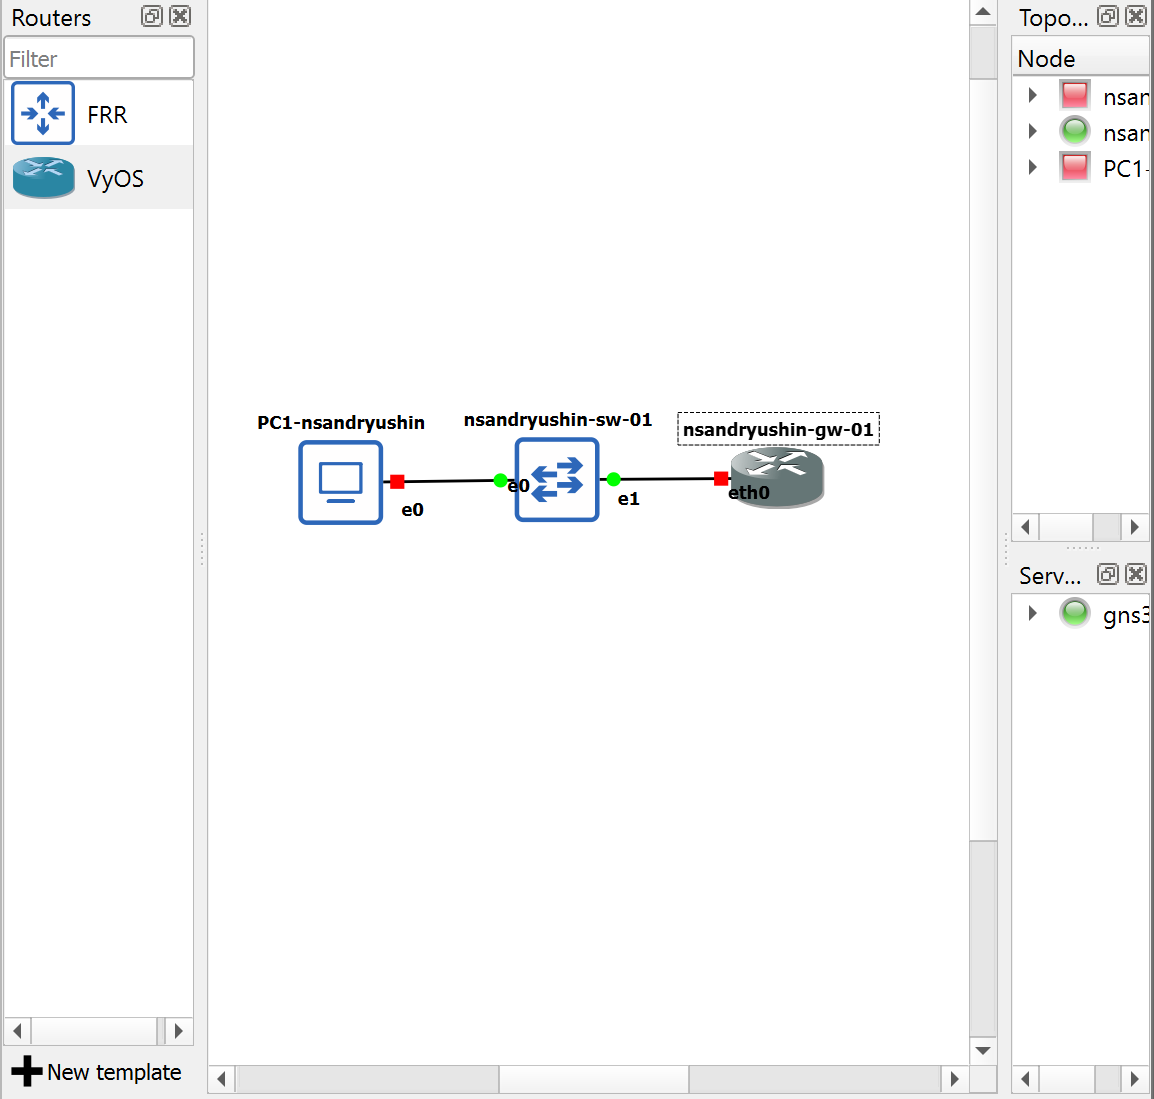 Routers
Filter
FRR
VyOS
New template
PC1-nsandryushin
nsandryushin-sw-01
nsandryushin-gw-01
e0
e0
e1
eth0
Topo...
Node
nsan
nsan
PC1-
Serv...
gns3